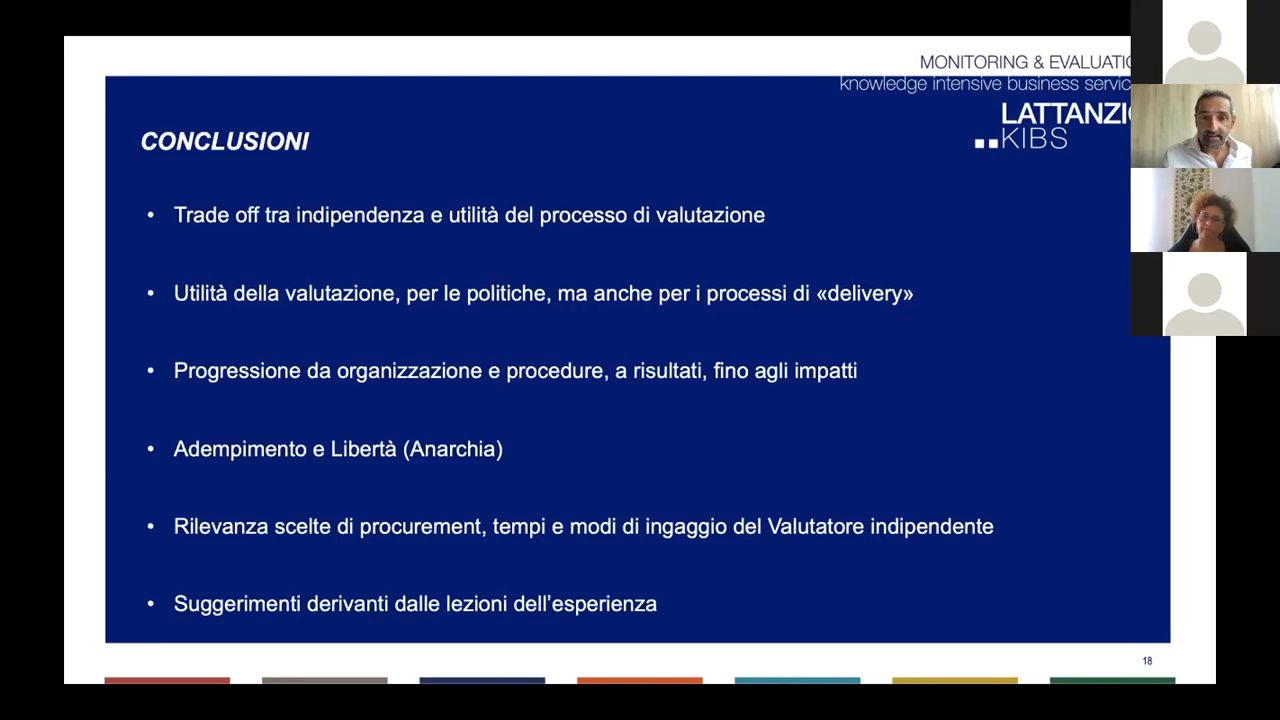 MONITORING & EVALUATIO
knowledge intensive business servic
LATTANZI
KIBS
CONCLUSIONI
• Trade off tra indipendenza e utilità del processo di valutazione
• Utilità della valutazione, per le politiche, ma anche per i processi di «delivery»
• Progressione da organizzazione e procedure, a risultati, fino agli impatti
• Adempimento e Libertà (Anarchia)
• Rilevanza scelte di procurement, tempi e modi di ingaggio del Valutatore indipendente
• Suggerimenti derivanti dalle lezioni dell’esperienza
18